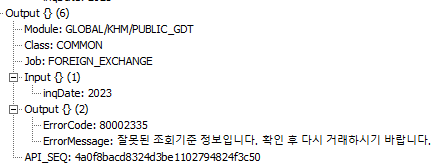 Output {} (6)
Module: GLOBAL/KHM/PUBLIC_GDT
Class: COMMON
Job: FOREIGN_EXCHANGE
Input {} (1)
inqDate: 2023
Output {} (2)
ErrorCode: 80002335
ErrorMessage: 잘못된 조회기준 정보입니다. 확인 후 다시 거래하시기 바랍니다.
API_SEQ: 4a0f8bacd8324d3be1102794824f3c50